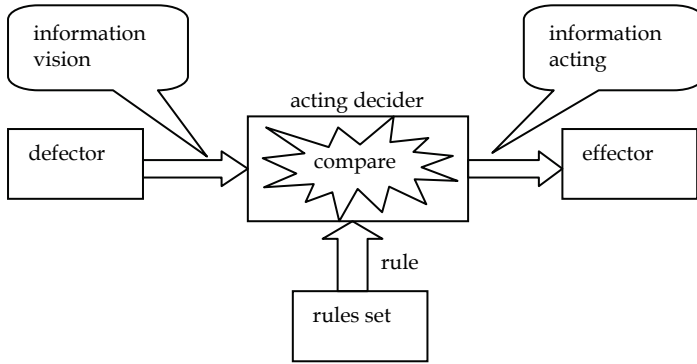 information
vision
information
acting
acting decider
defector
compare
effector
rule
rules set